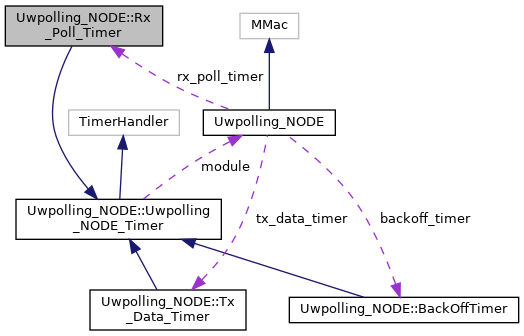 Uwpolling_NODE::Rx
_Poll_Timer
MMac
rx_poll_timer
TimerHandler
Uwpolling_NODE
module
Uwpolling_NODE::Uwpolling
_NODE_Timer
tx_data_timer
backoff_timer
Uwpolling_NODE::Tx
_Data_Timer
Uwpolling_NODE::BackOffTimer